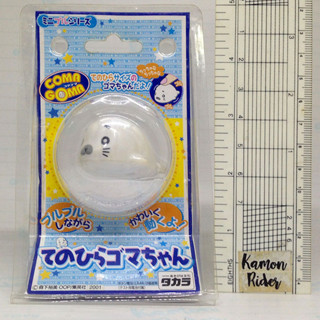 ミニプルシリーズ
COMA
GOMA
てのひらサイズの
ゴマちゃんだよ!
プルプル
しながら
かわいく
動くよ!
てのひらゴマちゃん
タカラ
Kamon
Rider